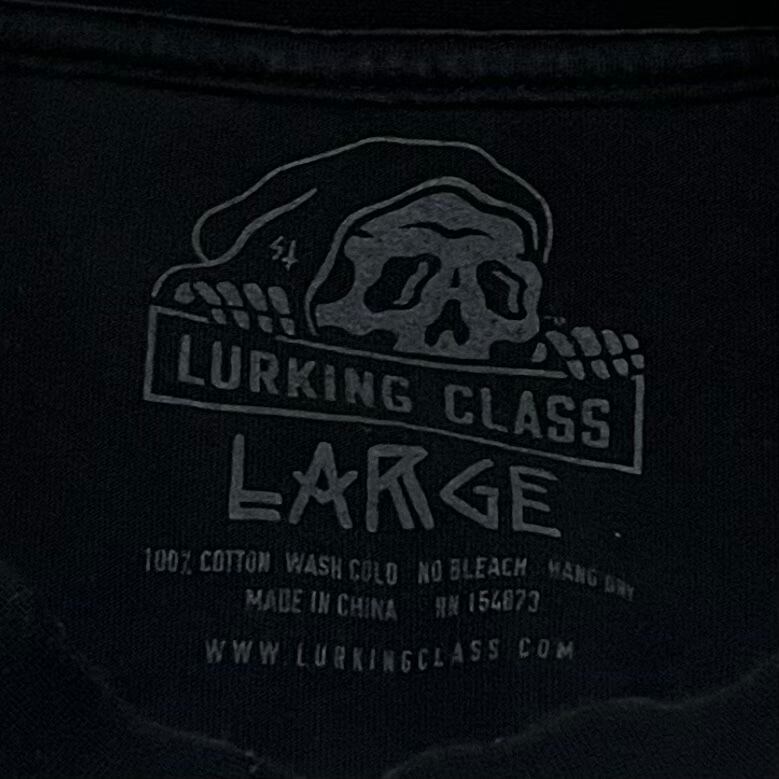 LURKING CLASS
LARGE
100% COTTON WASH COLD NO BLEACH HANG DRY
MADE IN CHINA RN 154873
WWW.LURKINGCLASS.COM